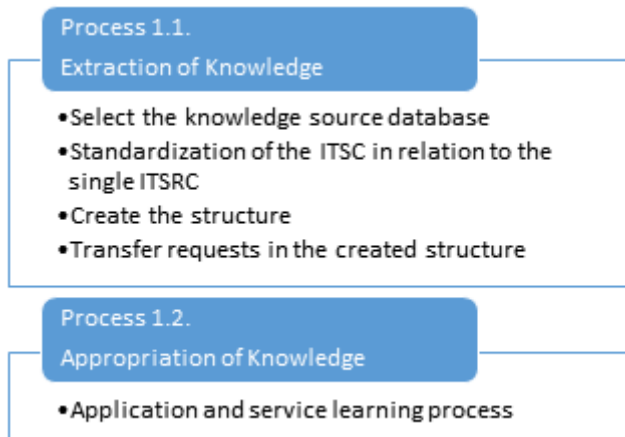 Process 1.1.
Extraction of Knowledge
•Select the knowledge source database
•Standardization of the ITSC in relation to the
single ITSRC
•Create the structure
•Transfer requests in the created structure
Process 1.2.
Appropriation of Knowledge
•Application and service learning process